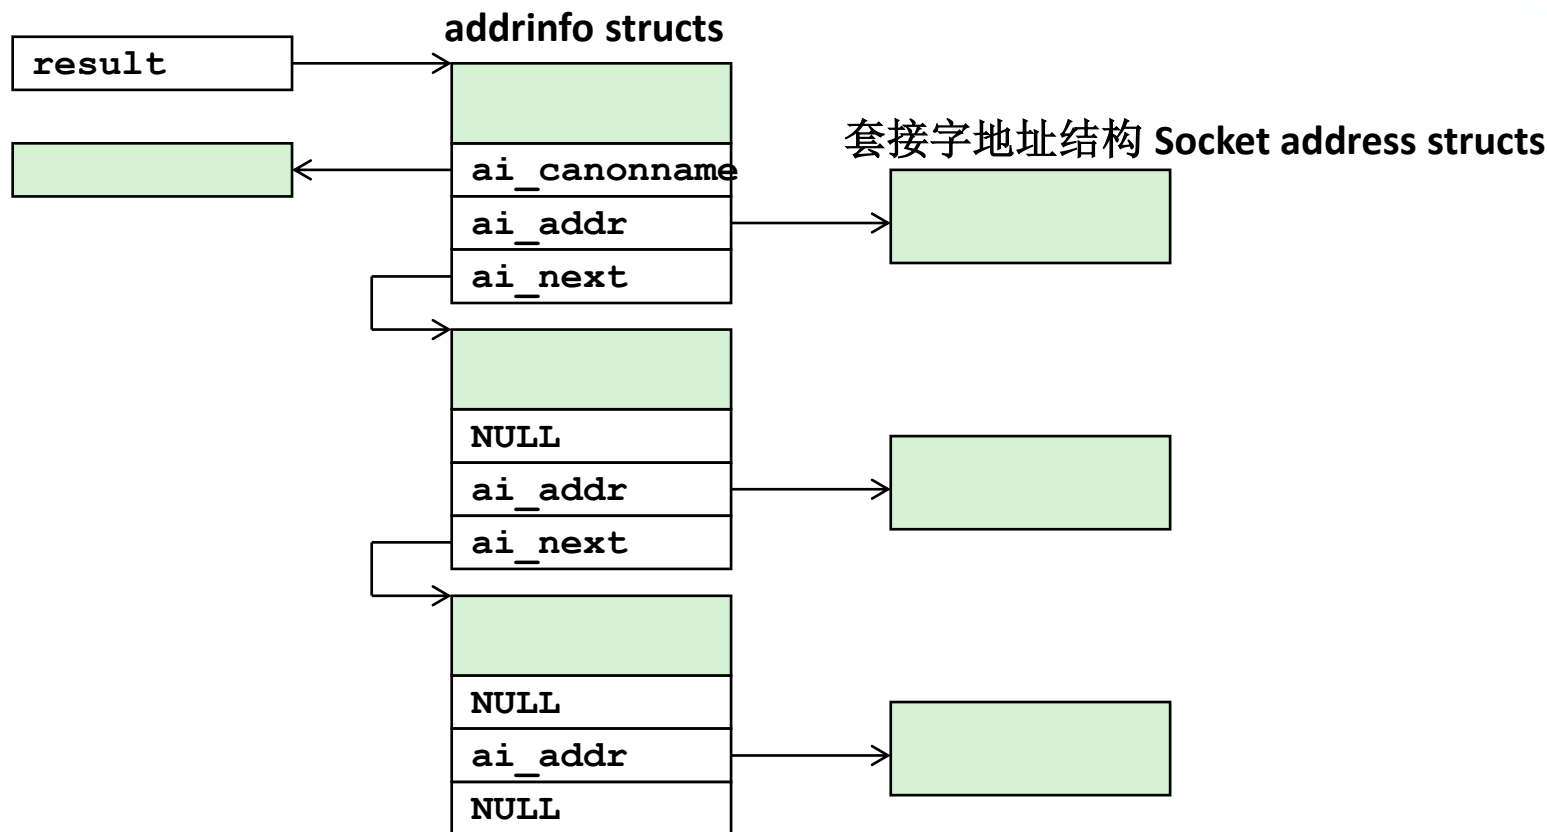 addrinfo structs
result
套接字地址结构 Socket address structs
ai_canonname
ai_addr
ai_next
NULL
ai_addr
ai_next
NULL
ai_addr
NULL